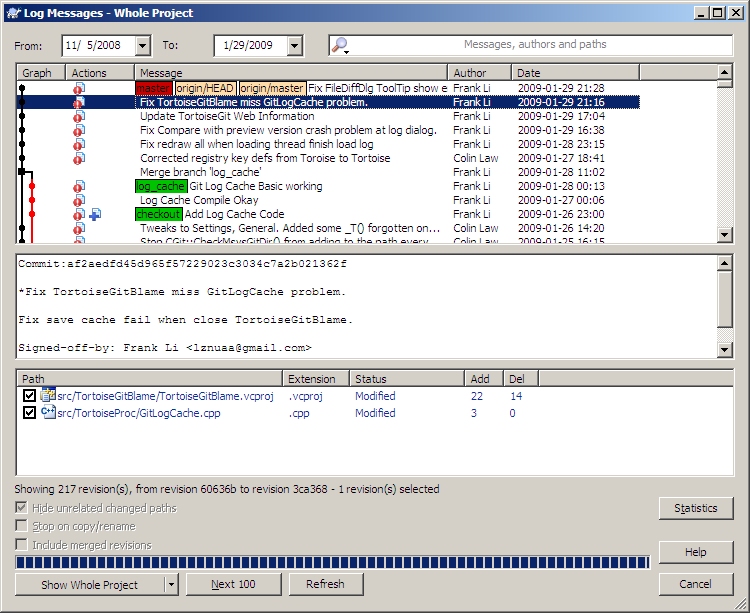 Log Messages - Whole Project
From: 11/ 5/2008 To: 1/29/2009 Messages, authors and paths
Graph Actions Message Author Date
master origin/HEAD origin/master Fix FileDiffDlg ToolTip show e Frank Li 2009-01-29 21:28
Fix TortoiseGitBlame miss GitLogCache problem. Frank Li 2009-01-29 21:16
Update TortoiseGit Web Information Frank Li 2009-01-29 17:04
Fix Compare with preview version crash problem at log dialog. Frank Li 2009-01-29 16:38
Fix redraw all when loading thread finish load log Frank Li 2009-01-28 23:15
Corrected registry key defs from Toroise to Tortoise Colin Law 2009-01-27 18:41
Merge branch 'log_cache' Frank Li 2009-01-28 11:02
log_cache Git Log Cache Basic working Frank Li 2009-01-28 00:13
Log Cache Compile Okay Frank Li 2009-01-27 00:06
checkout Add Log Cache Code Frank Li 2009-01-26 23:00
Tweaks to Settings, General. Added some _T() forgotten on... Colin Law 2009-01-26 14:20
Stop CGit::CheckMsysGitDir() from adding to the path every Colin Law 2009-01-25 16:15
Commit:af2aedfd45d965f57229023c3034c7a2b021362f
*Fix TortoiseGitBlame miss GitLogCache problem.
Fix save cache fail when close TortoiseGitBlame.
Signed-off-by: Frank Li <lznuaa@gmail.com>
Path Extension Status Add Del
src/TortoiseGitBlame/TortoiseGitBlame.vcproj .vcproj Modified 22 14
src/TortoiseProc/GitLogCache.cpp .cpp Modified 3 0
Showing 217 revision(s), from revision 60636b to revision 3ca368 - 1 revision(s) selected
Hide unrelated changed paths Statistics
Stop on copy/rename
Include merged revisions Help
Show Whole Project Next 100 Refresh Cancel